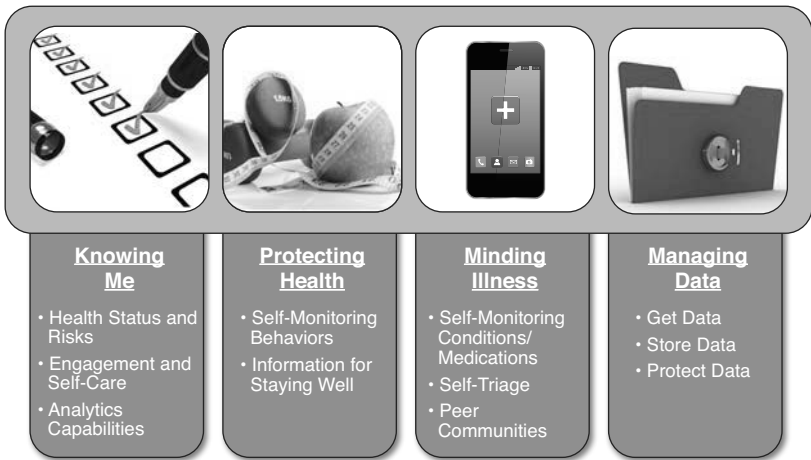 Knowing
Me
• Health Status and
Risks
• Engagement and
Self-Care
• Analytics
Capabilities
Protecting
Health
• Self-Monitoring
Behaviors
• Information for
Staying Well
Minding
Illness
• Self-Monitoring
Conditions/
Medications
• Self-Triage
• Peer
Communities
Managing
Data
• Get Data
• Store Data
• Protect Data